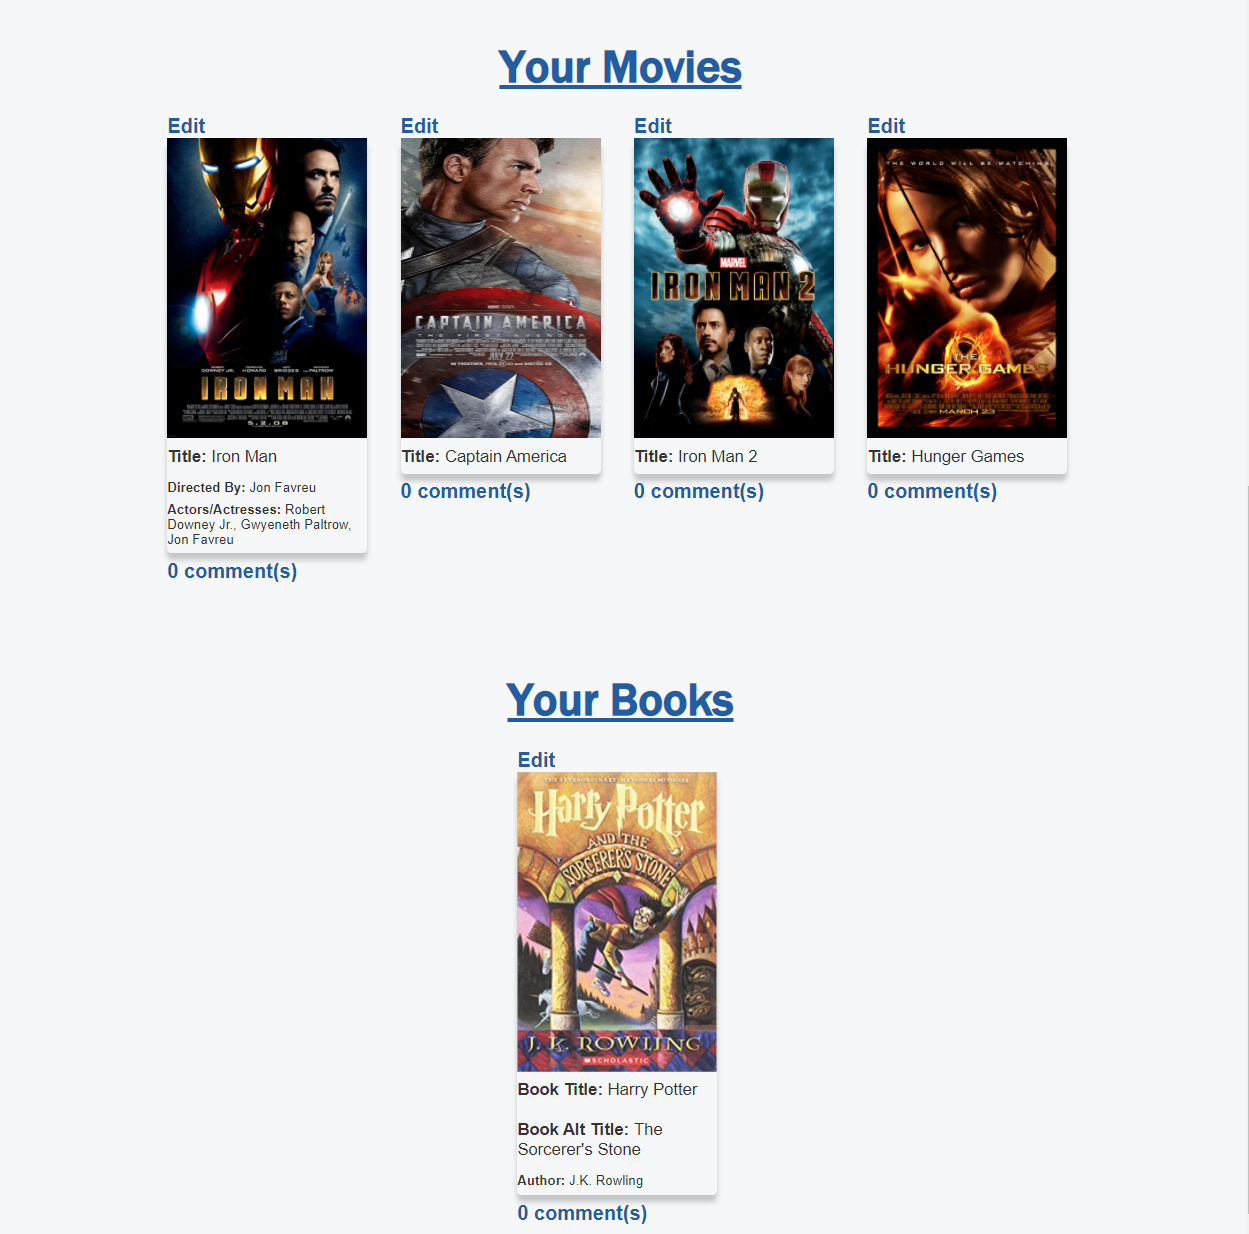 Your Movies
Edit
Edit
Edit
Edit
IRON MAN
5.2.08
CAPTAIN AMERICA
THE FIRST AVENGER
JULY 22
MARVEL
IRON MAN 2
THE WORLD WILL BE WATCHING
THE
HUNGER GAMES
MARCH 23
Title: Iron Man
Directed By: Jon Favreu
Actors/Actresses: Robert
Downey Jr., Gwyeneth Paltrow,
Jon Favreu
0 comment(s)
Title: Captain America
0 comment(s)
Title: Iron Man 2
0 comment(s)
Title: Hunger Games
0 comment(s)
Your Books
Edit
Harry Potter
AND THE
SORCERER'S STONE
J. K. ROWLING
SCHOLASTIC
Book Title: Harry Potter
Book Alt Title: The
Sorcerer's Stone
Author: J.K. Rowling
0 comment(s)